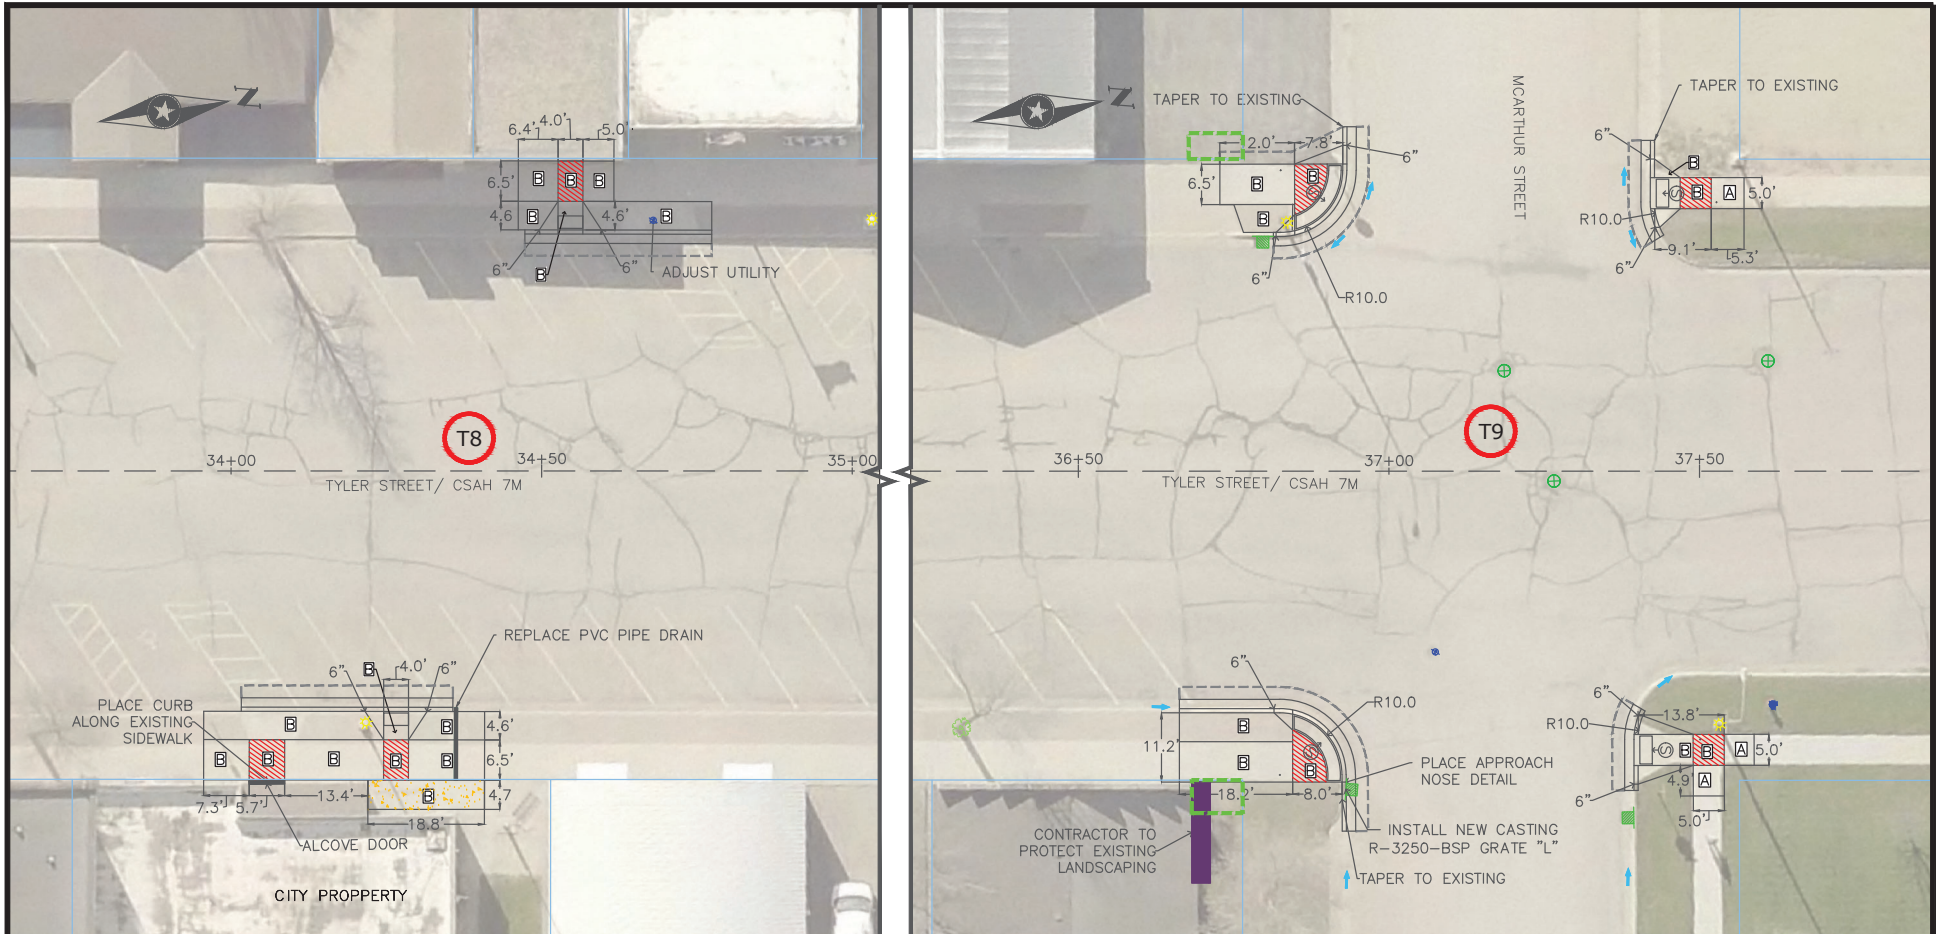 N
6.4'
4.0'
5.0'
6.5'
B
B
B
4.6
B
4.6'
B
6"
6"
B
ADJUST UTILITY
T8
34+00
34+50
35+00
TYLER STREET/ CSAH 7M
REPLACE PVC PIPE DRAIN
B
6"
4.0'
6"
PLACE CURB
ALONG EXISTING
SIDEWALK
B
B
4.6'
B
B
B
B
B
6.5'
7.3'
5.7'
13.4'
B
4.7
18.8'
ALCOVE DOOR
CITY PROPPERTY
N
TAPER TO EXISTING
2.0'
7.8'
6"
6.5'
B
B
S
B
6"
R10.0
MCARTHUR STREET
TAPER TO EXISTING
6"
B
S
B
A
5.0'
R10.0
9.1'
5.3'
6"
T9
36+50
37+00
37+50
TYLER STREET/ CSAH 7M
6"
R10.0
B
11.2'
B
S
B
18.2'
8.0'
PLACE APPROACH
NOSE DETAIL
CONTRACTOR TO
PROTECT EXISTING
LANDSCAPING
INSTALL NEW CASTING
R-3250-BSP GRATE "L"
TAPER TO EXISTING
6"
13.8'
R10.0
S
B
B
A
5.0'
4.9'
A
6"
5.0'